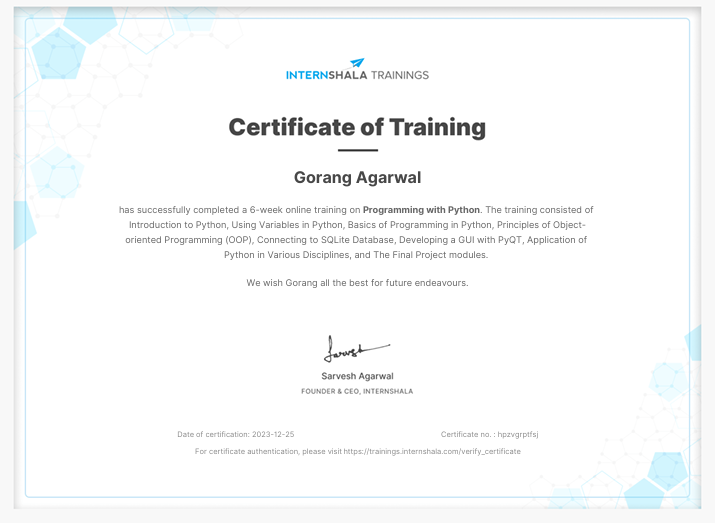 INTERNSHALA TRAININGS
Certificate of Training
Gorang Agarwal
has successfully completed a 6-week online training on Programming with Python. The training consisted of
Introduction to Python, Using Variables in Python, Basics of Programming in Python, Principles of Object-
oriented Programming (OOP), Connecting to SQLite Database, Developing a GUI with PyQT, Application of
Python in Various Disciplines, and The Final Project modules.
We wish Gorang all the best for future endeavours.
Sarvesh
Sarvesh Agarwal
FOUNDER & CEO, INTERNSHALA
Date of certification: 2023-12-25 Certificate no. : hpzvgrptfsj
For certificate authentication, please visit https://trainings.internshala.com/verify_certificate